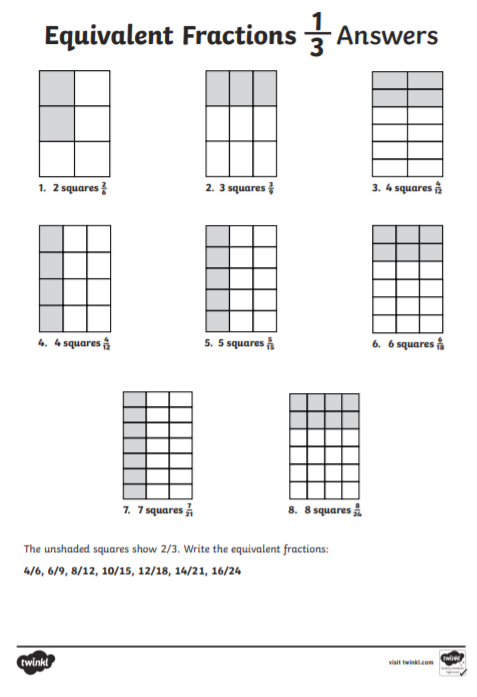 Equivalent Fractions 1/3 Answers
1. 2 squares 2/6
2. 3 squares 3/9
3. 4 squares 4/12
4. 4 squares 4/12
5. 5 squares 5/15
6. 6 squares 6/18
7. 7 squares 7/21
8. 8 squares 8/24
The unshaded squares show 2/3. Write the equivalent fractions:
4/6, 6/9, 8/12, 10/15, 12/18, 14/21, 16/24
twinkl
visit twinkl.com
twinkl